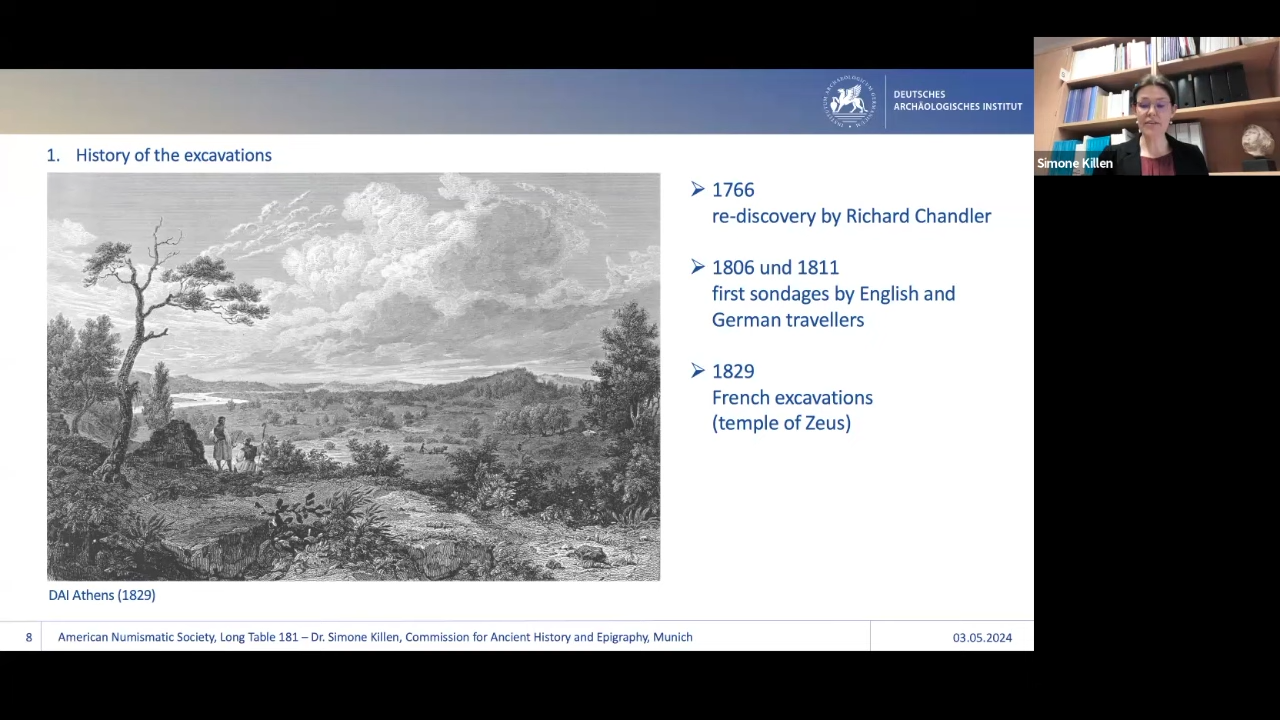 DEUTSCHES
ARCHÄOLOGISCHES INSTITUT
Simone Killen
1. History of the excavations
➢ 1766
re-discovery by Richard Chandler
➢ 1806 und 1811
first sondages by English and
German travellers
➢ 1829
French excavations
(temple of Zeus)
DAI Athens (1829)
8 American Numismatic Society, Long Table 181 – Dr. Simone Killen, Commission for Ancient History and Epigraphy, Munich 03.05.2024